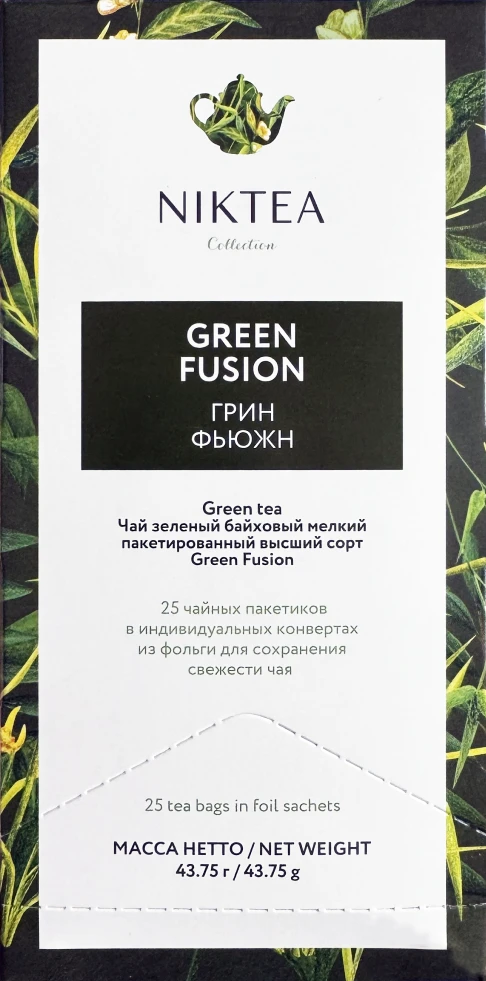 NIKTEA
Collection
GREEN
FUSION
ГРИН
ФЬЮЖН
Green tea
Чай зеленый байховый мелкий
пакетированный высший сорт
Green Fusion
25 чайных пакетиков
в индивидуальных конвертах
из фольги для сохранения
свежести чая
25 tea bags in foil sachets
МАССА НЕТТО / NET WEIGHT
43.75 г / 43.75 g